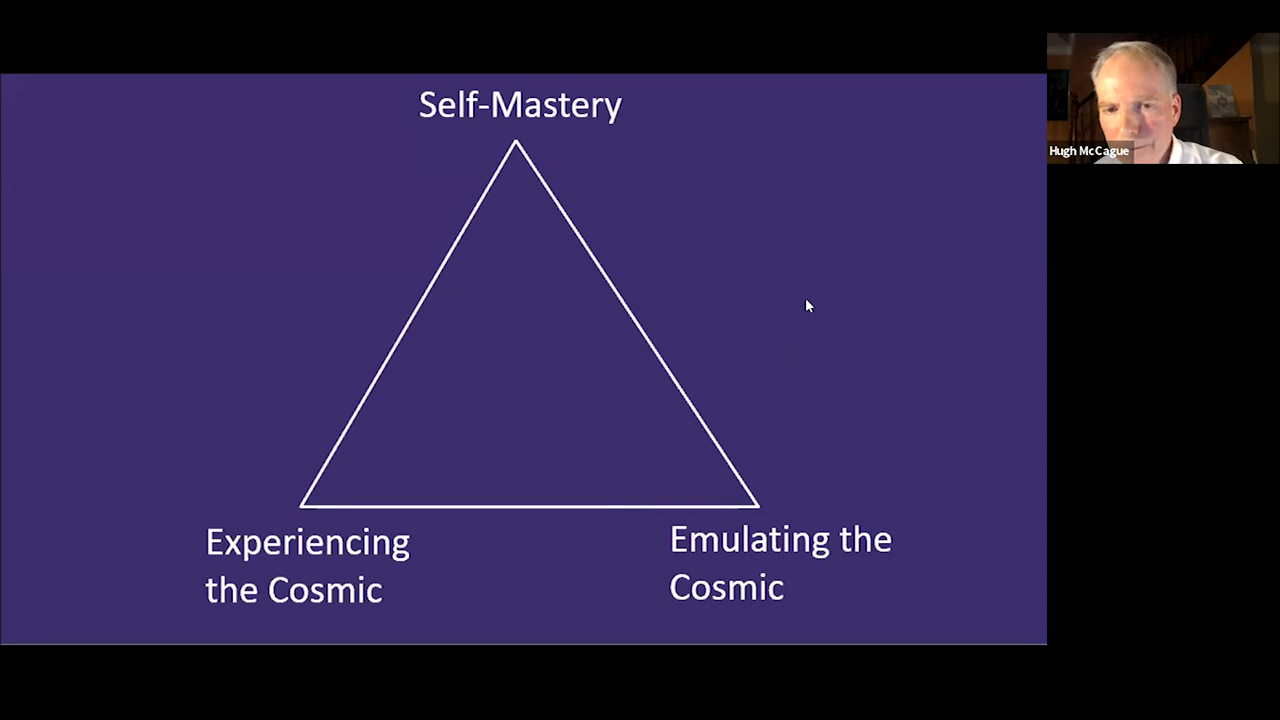 Self-Mastery
Hugh McCague
Experiencing
the Cosmic
Emulating the
Cosmic